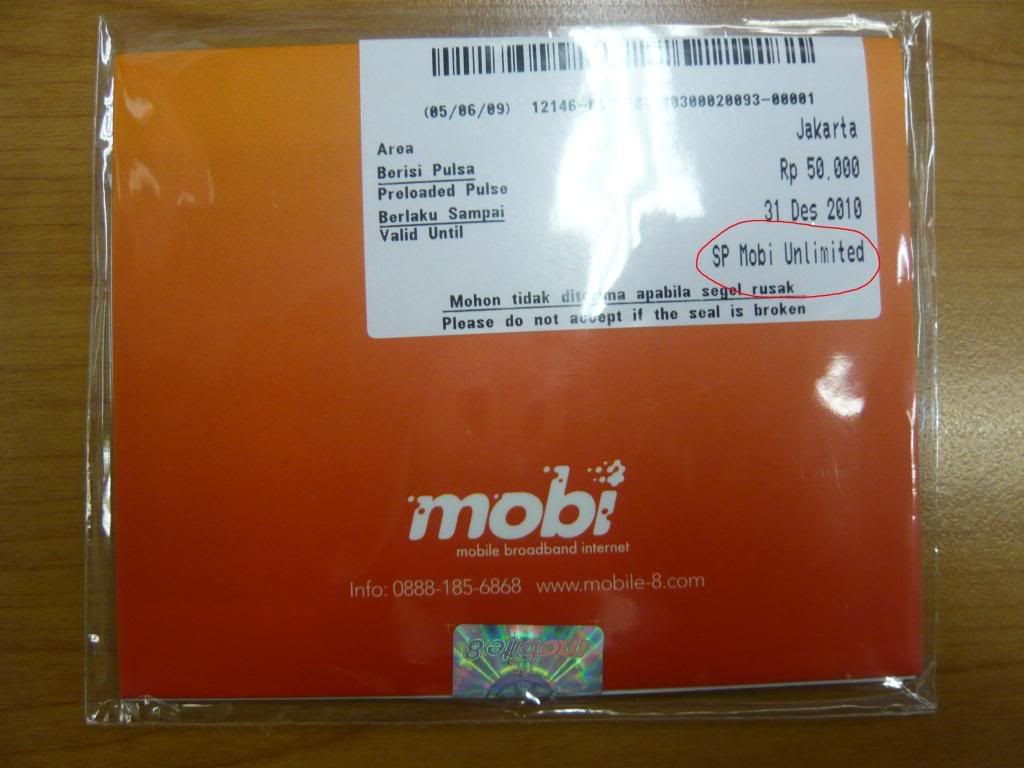 (05/06/09)
Area Jakarta
Berisi Pulsa Rp 50.000
Preloaded Pulse
Berlaku Sampai 31 Des 2010
Valid Until
SP Mobi Unlimited
Mohon tidak diterima apabila segel rusak
Please do not accept if the seal is broken
mobi
mobile broadband internet
Info: 0888-185-6868 www.mobile-8.com
mobile8